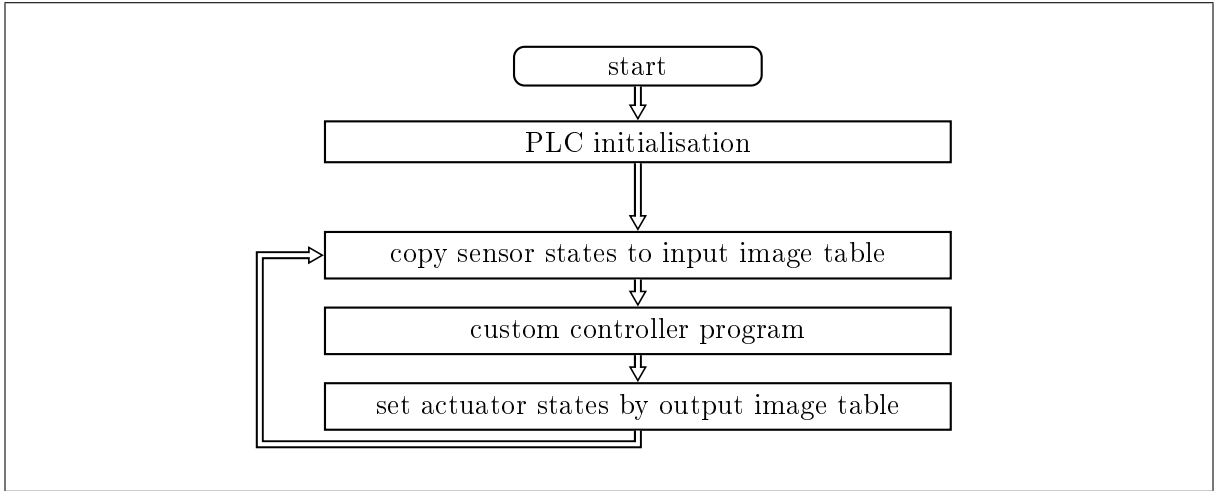 start
PLC initialisation
copy sensor states to input image table
custom controller program
set actuator states by output image table